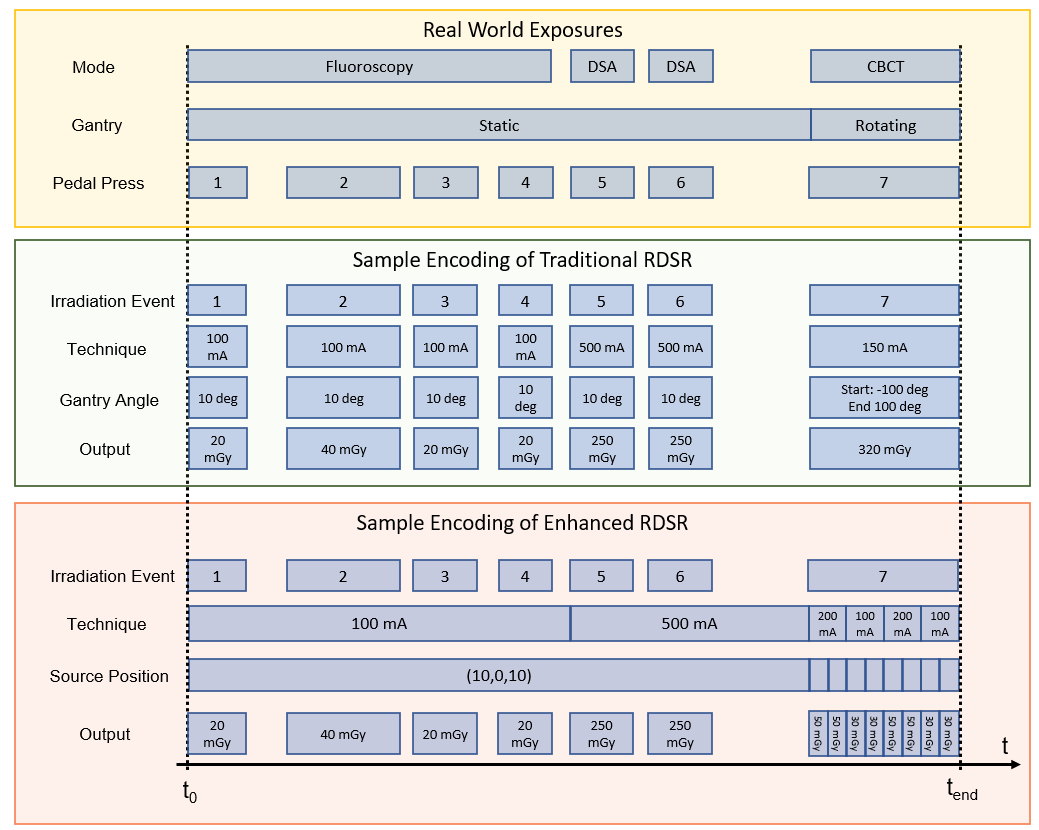 Real World Exposures
Mode Fluoroscopy DSA DSA CBCT
Gantry Static Rotating
Pedal Press 1 2 3 4 5 6 7
Sample Encoding of Traditional RDSR
Irradiation Event 1 2 3 4 5 6 7
Technique 100 mA 100 mA 100 mA 100 mA 500 mA 500 mA 150 mA
Gantry Angle 10 deg 10 deg 10 deg 10 deg 10 deg 10 deg Start: -100 deg End 100 deg
Output 20 mGy 40 mGy 20 mGy 20 mGy 250 mGy 250 mGy 320 mGy
Sample Encoding of Enhanced RDSR
Irradiation Event 1 2 3 4 5 6 7
Technique 100 mA 500 mA 200 mA 100 mA 200 mA 100 mA
Source Position (10,0,10)
Output 20 mGy 40 mGy 20 mGy 20 mGy 250 mGy 250 mGy 50 mGy 50 mGy 30 mGy 30 mGy 50 mGy 50 mGy 30 mGy 30 mGy
t
t0 tend